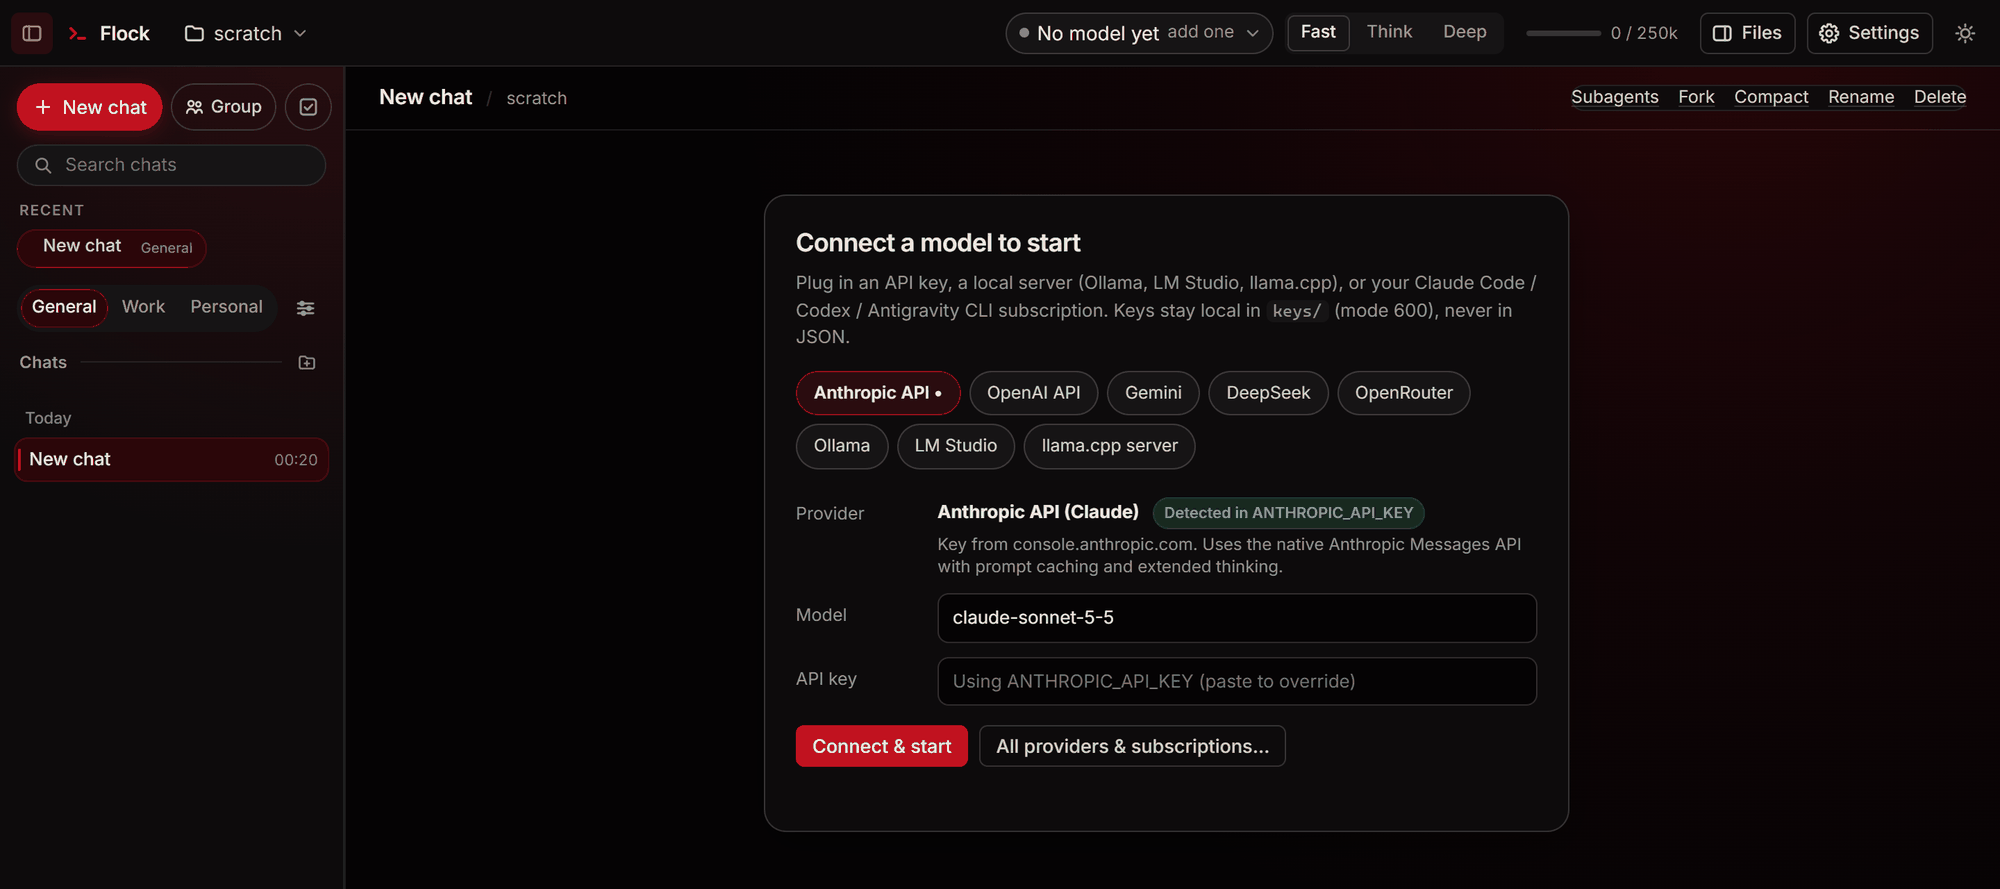 Flock
scratch
No model yet add one
Fast
Think
Deep
0 / 250k
Files
Settings
New chat
Group
Search chats
RECENT
New chat General
General
Work
Personal
Chats
Today
New chat 00:20
New chat / scratch
Subagents
Fork
Compact
Rename
Delete
Connect a model to start
Plug in an API key, a local server (Ollama, LM Studio, llama.cpp), or your Claude Code /
Codex / Antigravity CLI subscription. Keys stay local in keys/ (mode 600), never in
JSON.
Anthropic API •
OpenAI API
Gemini
DeepSeek
OpenRouter
Ollama
LM Studio
llama.cpp server
Provider
Anthropic API (Claude)
Detected in ANTHROPIC_API_KEY
Key from console.anthropic.com. Uses the native Anthropic Messages API
with prompt caching and extended thinking.
Model
claude-sonnet-5-5
API key
Using ANTHROPIC_API_KEY (paste to override)
Connect & start
All providers & subscriptions...